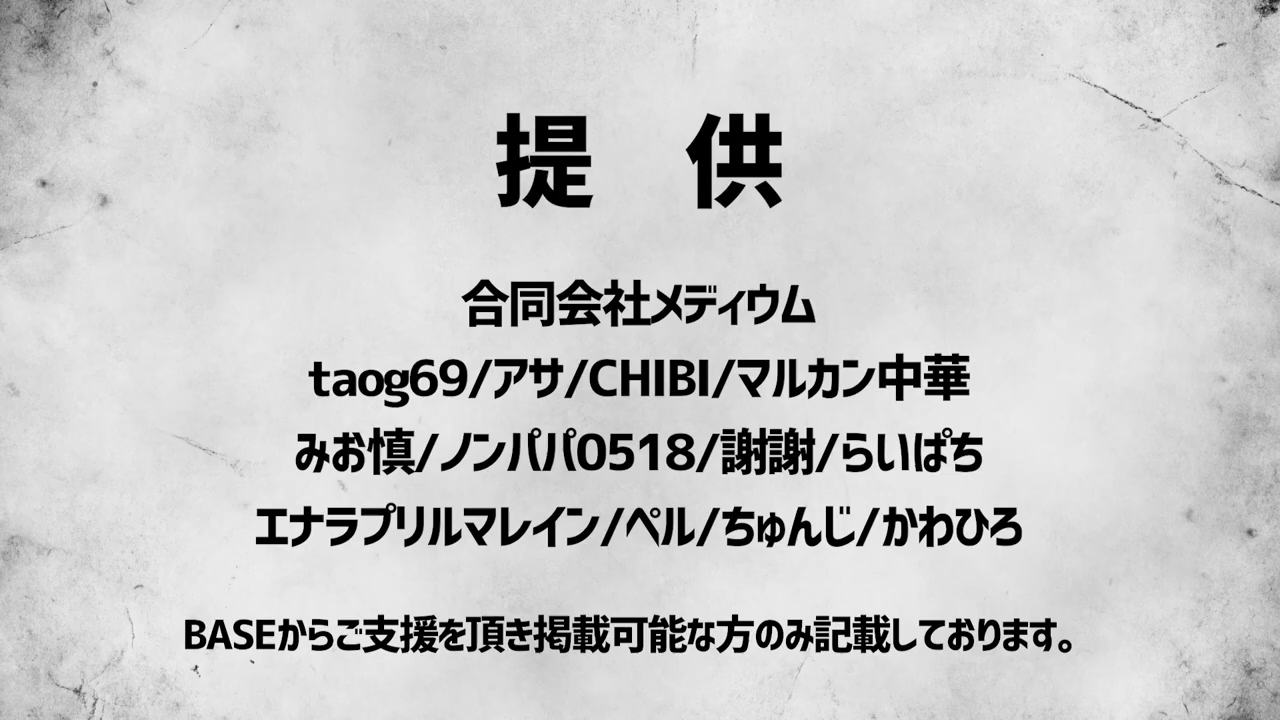 提　供
合同会社メディウム
taog69/アサ/CHIBI/マルカン中華
みお慎/ノンパパ0518/謝謝/らいぱち
エナラプリルマレイン/ペル/ちゅんじ/かわひろ
BASEからご支援を頂き掲載可能な方のみ記載しております。